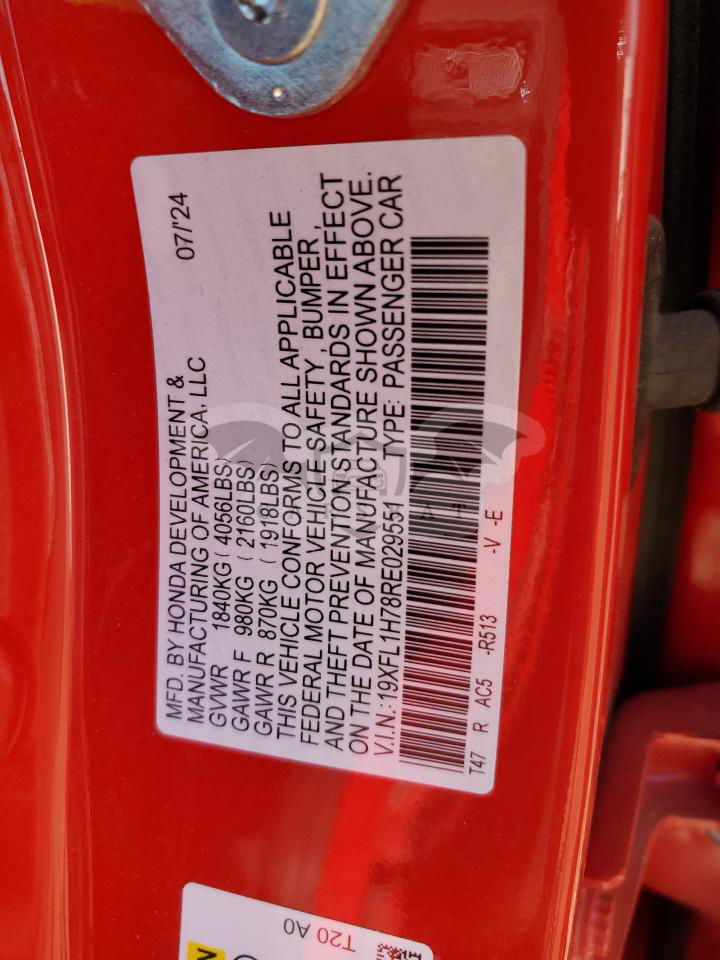 07/'24
MFD. BY HONDA DEVELOPMENT &
MANUFACTURING OF AMERICA, LLC
GVWR 1840KG ( 4056LBS)
GAWR F 980KG ( 2160LBS)
GAWR R 870KG ( 1918LBS)
THIS VEHICLE CONFORMS TO ALL APPLICABLE
FEDERAL MOTOR VEHICLE SAFETY, BUMPER,
AND THEFT PREVENTION STANDARDS IN EFFECT
ON THE DATE OF MANUFACTURE SHOWN ABOVE.
V.I.N.: 19XFL1H78RE029551 TYPE: PASSENGER CAR
T47 R AC5 -R513 -V -E
T20 A0